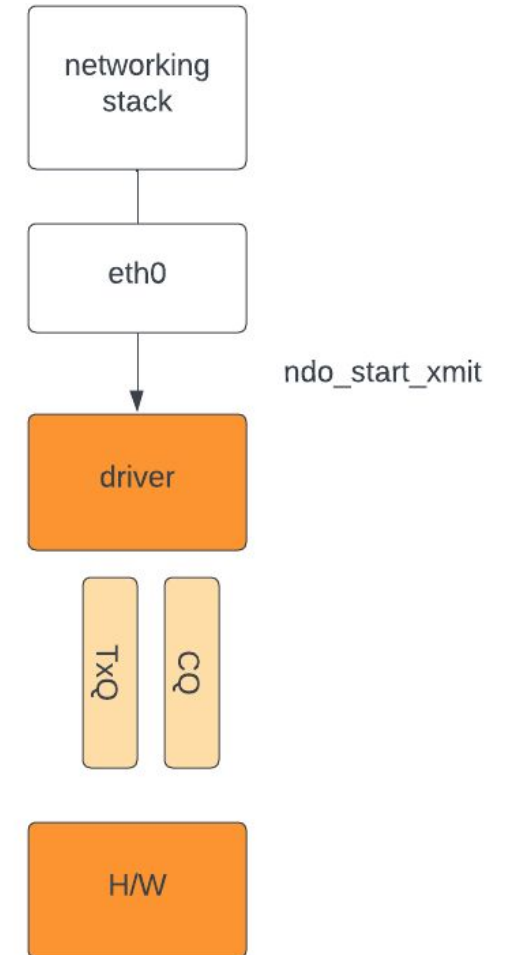 networking
stack
eth0
ndo_start_xmit
driver
TxQ
CQ
H/W